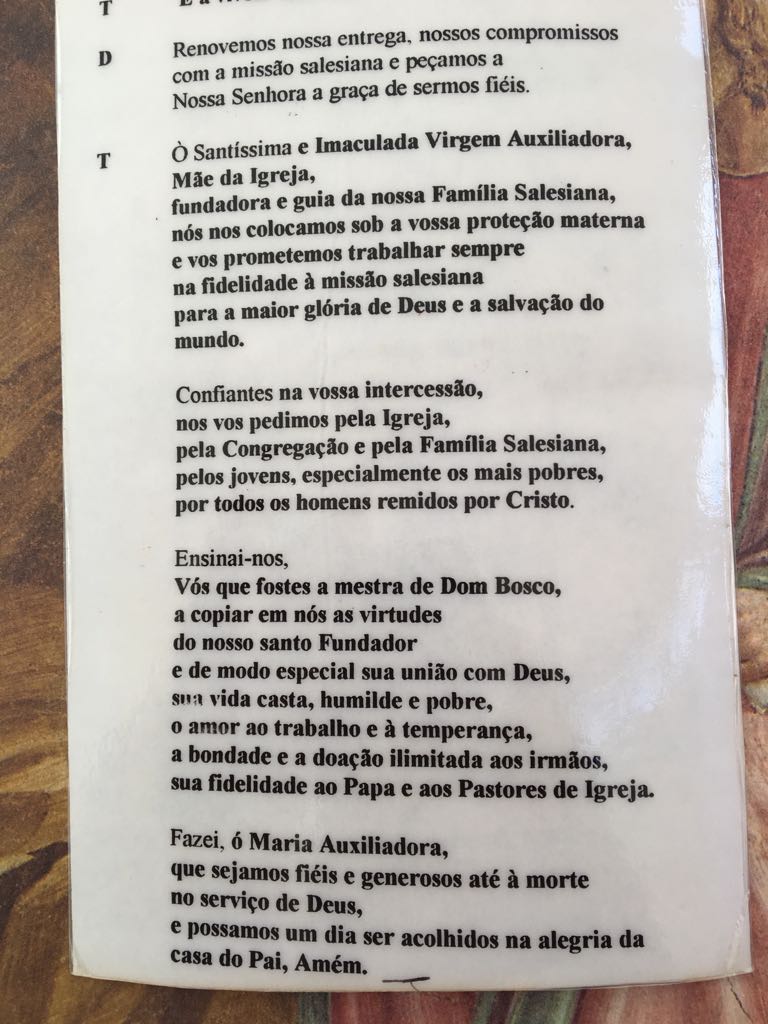 T
D Renovemos nossa entrega, nossos compromissos
com a missão salesiana e peçamos a
Nossa Senhora a graça de sermos fiéis.
T Ò Santíssima e Imaculada Virgem Auxiliadora,
Mãe da Igreja,
fundadora e guia da nossa Família Salesiana,
nós nos colocamos sob a vossa proteção materna
e vos prometemos trabalhar sempre
na fidelidade à missão salesiana
para a maior glória de Deus e a salvação do
mundo.
Confiantes na vossa intercessão,
nos vos pedimos pela Igreja,
pela Congregação e pela Família Salesiana,
pelos jovens, especialmente os mais pobres,
por todos os homens remidos por Cristo.
Ensinai-nos,
Vós que fostes a mestra de Dom Bosco,
a copiar em nós as virtudes
do nosso santo Fundador
e de modo especial sua união com Deus,
sua vida casta, humilde e pobre,
o amor ao trabalho e à temperança,
a bondade e a doação ilimitada aos irmãos,
sua fidelidade ao Papa e aos Pastores de Igreja.
Fazei, ó Maria Auxiliadora,
que sejamos fiéis e generosos até à morte
no serviço de Deus,
e possamos um dia ser acolhidos na alegria da
casa do Pai, Amém.